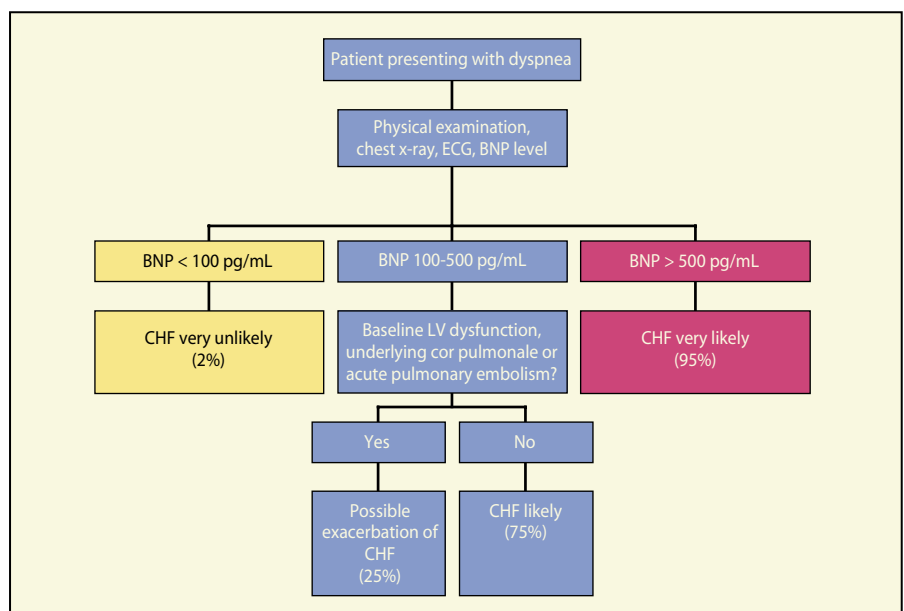 Patient presenting with dyspnea
Physical examination,
chest x-ray, ECG, BNP level
BNP < 100 pg/mL
BNP 100-500 pg/mL
BNP > 500 pg/mL
CHF very unlikely
(2%)
Baseline LV dysfunction,
underlying cor pulmonale or
acute pulmonary embolism?
CHF very likely
(95%)
Yes
No
Possible
exacerbation of
CHF
(25%)
CHF likely
(75%)